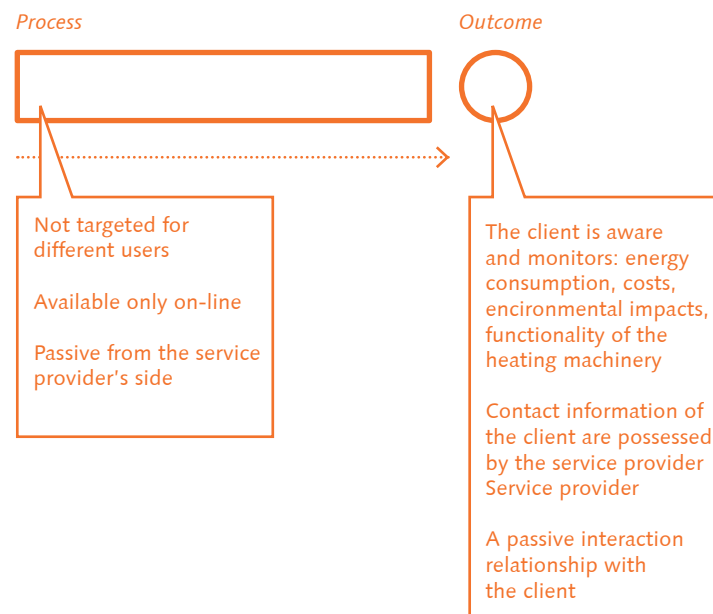 Process
Outcome
Not targeted for
different users
Available only on-line
Passive from the service
provider's side
The client is aware
and monitors: energy
consumption, costs,
encironmental impacts,
functionality of the
heating machinery
Contact information of
the client are possessed
by the service provider
Service provider
A passive interaction
relationship with
the client